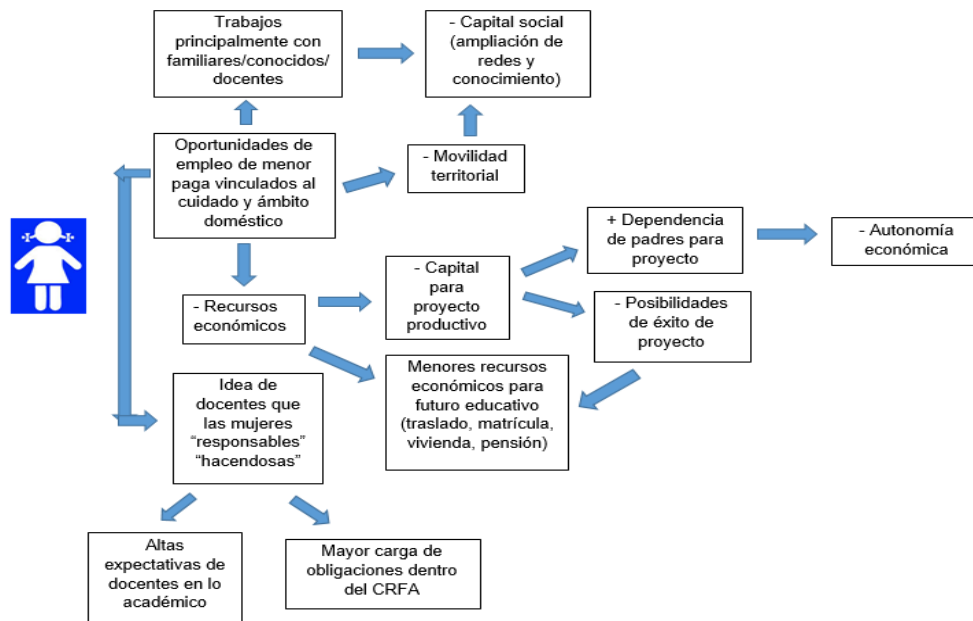 Trabajos
principalmente con
familiares/conocidos/
docentes
- Capital social
(ampliación de
redes y
conocimiento)
Oportunidades de
empleo de menor
paga vinculados al
cuidado y ámbito
doméstico
- Movilidad
territorial
+ Dependencia
de padres para
proyecto
- Autonomía
económica
- Recursos
económicos
- Capital
para
proyecto
productivo
- Posibilidades
de éxito de
proyecto
Idea de
docentes que
las mujeres
“responsables”
“hacendosas”
Menores recursos
económicos para
futuro educativo
(traslado, matrícula,
vivienda, pensión)
Altas
expectativas de
docentes en lo
académico
Mayor carga de
obligaciones dentro
del CRFA